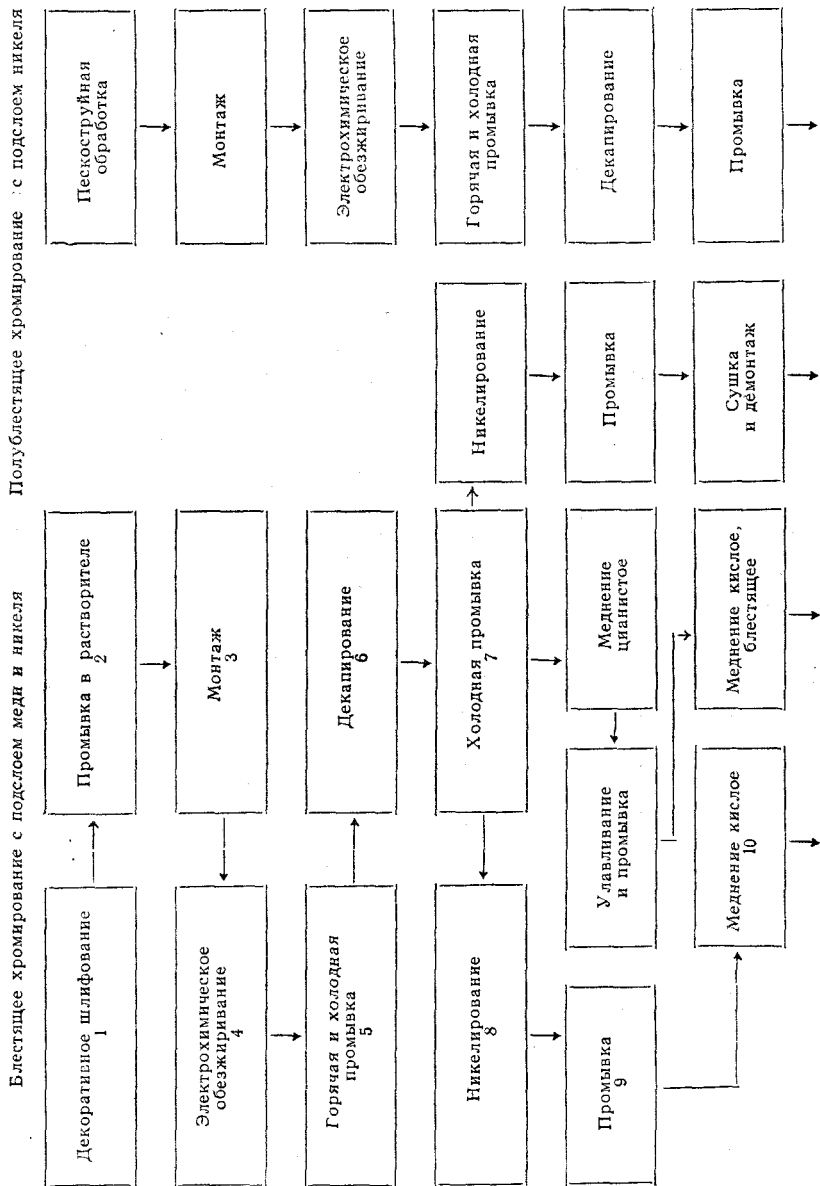 Блестящее хромирование с подслоем меди и никеля
Полублестящее хромирование с подслоем никеля
Декоративное шлифование
1
Промывка в растворителе
2
Пескоструйная
обработка
Электрохимическое
обезжиривание
4
Монтаж
3
Монтаж
Горячая и холодная
промывка
5
Декапирование
6
Электрохимическое
обезжиривание
Никелирование
8
Холодная промывка
7
Никелирование
Горячая и холодная
промывка
Промывка
9
Улавливание
и промывка
Меднение
цианистое
Промывка
Декапирование
Меднение кислое
10
Меднение кислое,
блестящее
Сушка
и демонтаж
Промывка